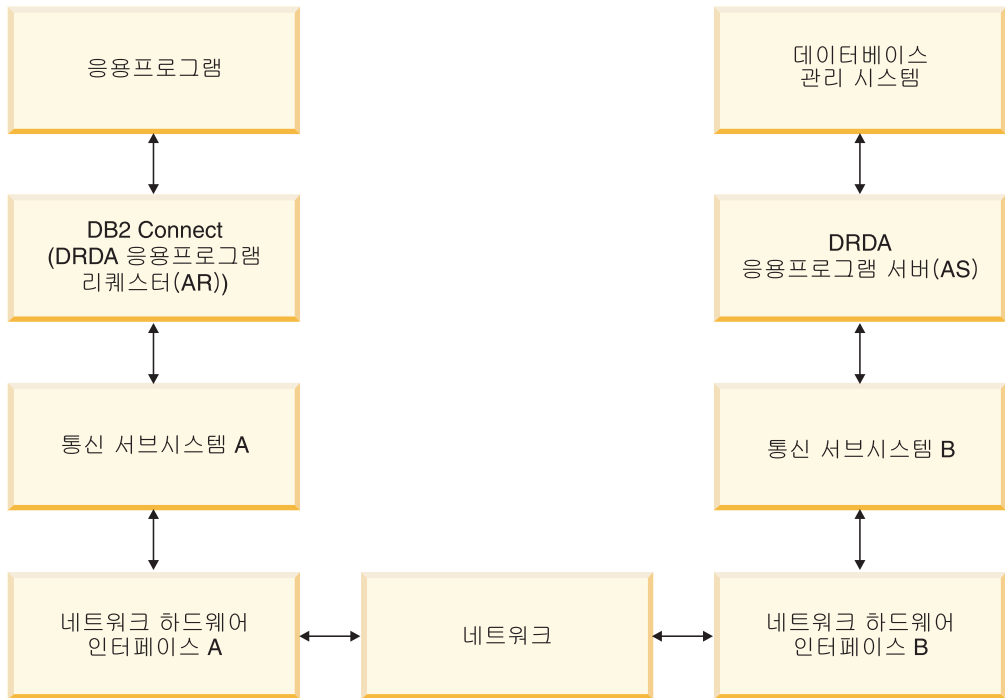 응용프로그램
데이터베이스
관리 시스템
DB2 Connect
(DRDA 응용프로그램
리퀘스터(AR))
DRDA
응용프로그램 서버(AS)
통신 서브시스템 A
통신 서브시스템 B
네트워크 하드웨어
인터페이스 A
네트워크
네트워크 하드웨어
인터페이스 B